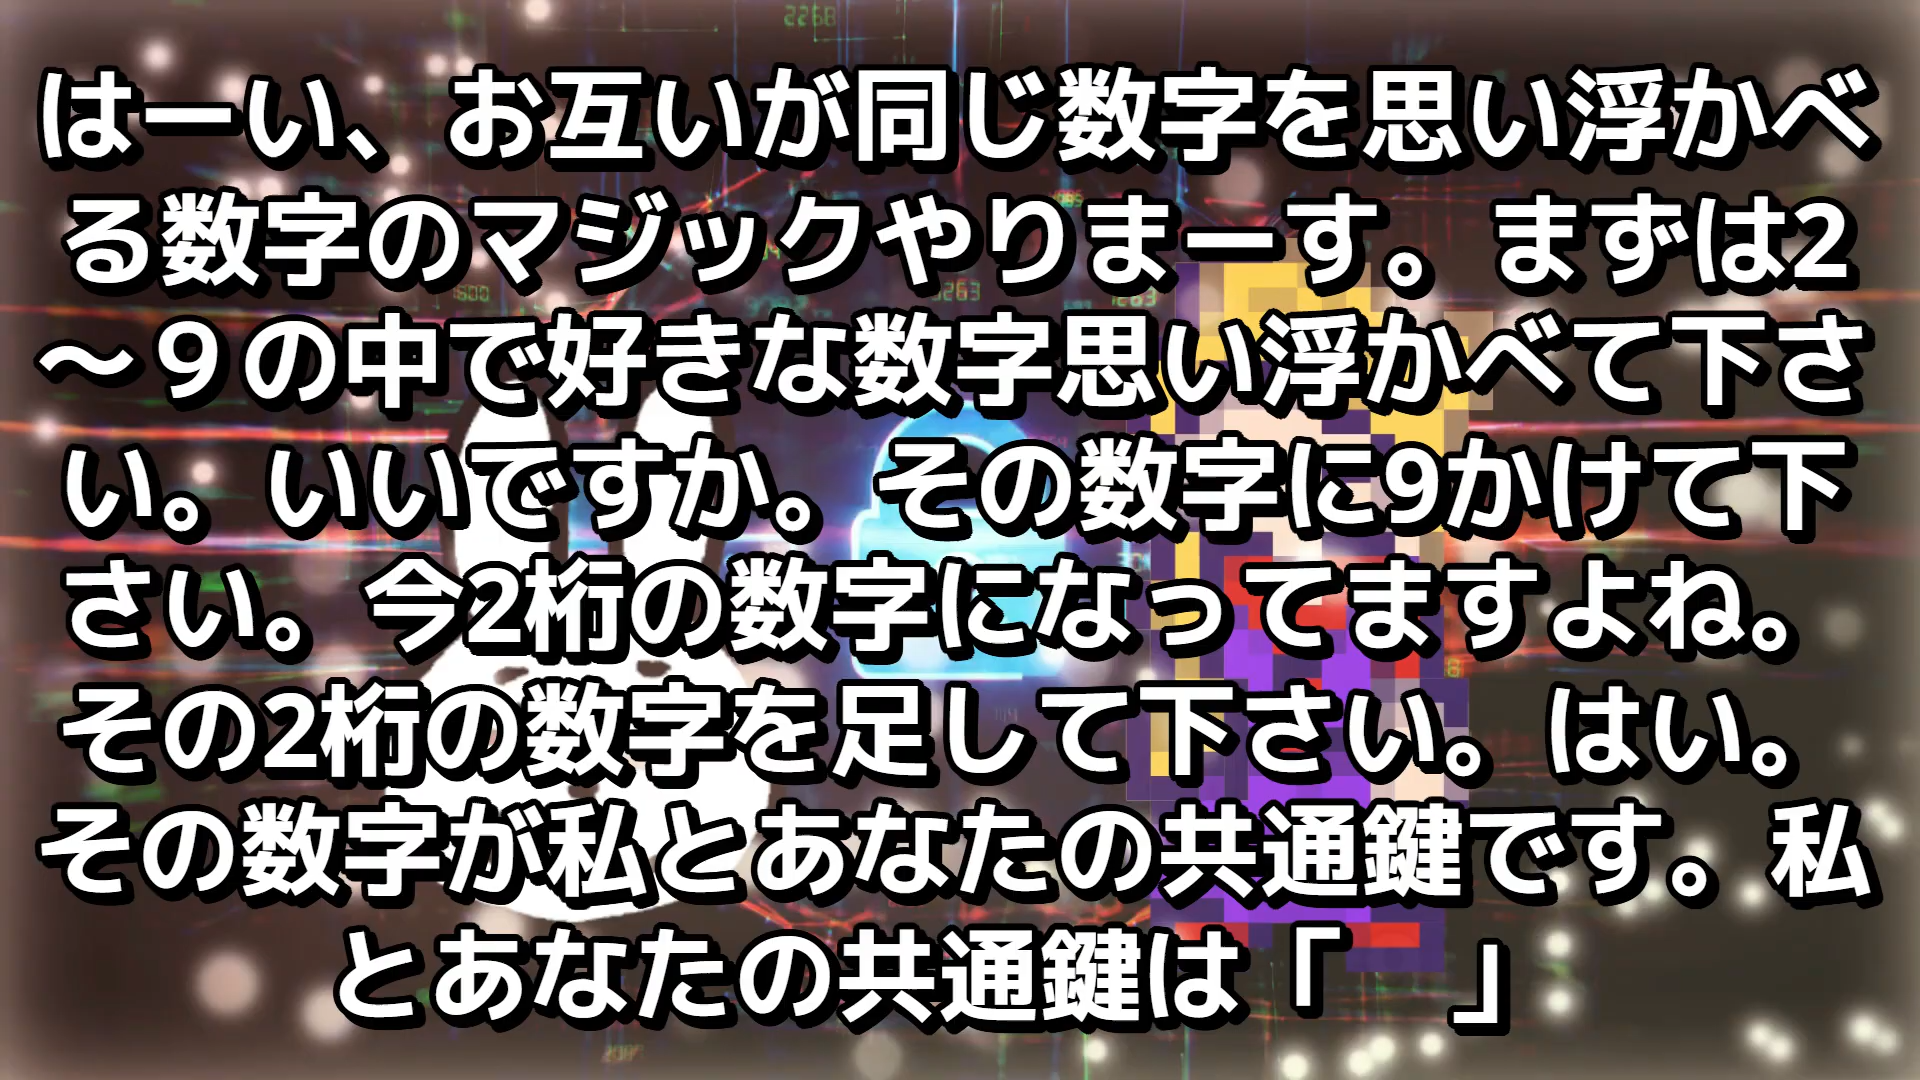 はーい、お互いが同じ数字を思い浮かべ
る数字のマジックやりまーす。まずは2
～９の中で好きな数字思い浮かべて下さ
い。いいですか。その数字に9かけて下
さい。今2桁の数字になってますよね。
その2桁の数字を足して下さい。はい。
その数字が私とあなたの共通鍵です。私
とあなたの共通鍵は「　」